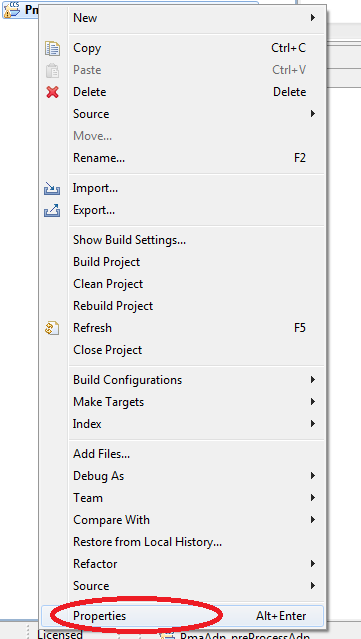 CCS
New
Copy Ctrl+C
Paste Ctrl+V
Delete Delete
Source
Move...
Rename... F2
Import...
Export...
Show Build Settings...
Build Project
Clean Project
Rebuild Project
Refresh F5
Close Project
Build Configurations
Make Targets
Index
Add Files...
Debug As
Team
Compare With
Restore from Local History...
Refactor
Source
Properties Alt+Enter
Licensed